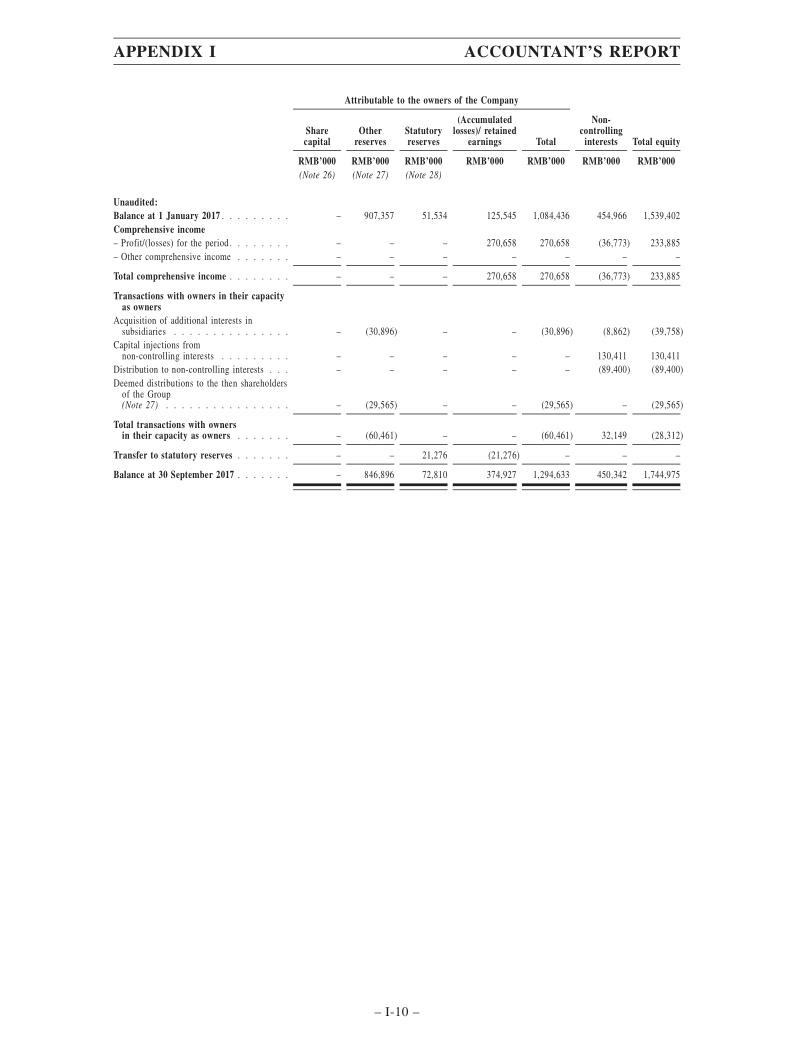 APPENDIX I ACCOUNTANT'S REPORT
Attributable to the owners of the Company
Share capital Other reserves Statutory reserves (Accumulated losses)/ retained earnings Total Non-controlling interests Total equity
RMB'000 RMB'000 RMB'000 RMB'000 RMB'000 RMB'000 RMB'000
(Note 26) (Note 27) (Note 28)
Unaudited:
Balance at 1 January 2017. . . . . . . . . – 907,357 51,534 125,545 1,084,436 454,966 1,539,402
Comprehensive income
– Profit/(losses) for the period. . . . . . . . – – – 270,658 270,658 (36,773) 233,885
– Other comprehensive income . . . . . . . – – – – – – –
Total comprehensive income . . . . . . . . – – – 270,658 270,658 (36,773) 233,885
Transactions with owners in their capacity
as owners
Acquisition of additional interests in
subsidiaries . . . . . . . . . . . . . . . – (30,896) – – (30,896) (8,862) (39,758)
Capital injections from
non-controlling interests . . . . . . . . . – – – – – 130,411 130,411
Distribution to non-controlling interests . . . – – – – – (89,400) (89,400)
Deemed distributions to the then shareholders
of the Group
(Note 27) . . . . . . . . . . . . . . . . – (29,565) – – (29,565) – (29,565)
Total transactions with owners
in their capacity as owners . . . . . . . – (60,461) – – (60,461) 32,149 (28,312)
Transfer to statutory reserves . . . . . . . – – 21,276 (21,276) – – –
Balance at 30 September 2017 . . . . . . . – 846,896 72,810 374,927 1,294,633 450,342 1,744,975
– I-10 –